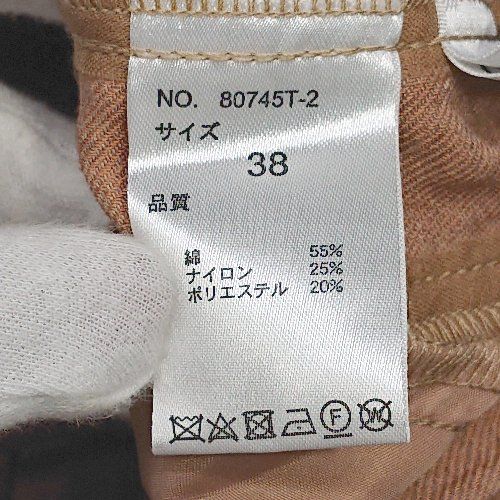 NO. 80745T-2
サイズ
38
品質
綿 55%
ナイロン 25%
ポリエステル 20%
F W